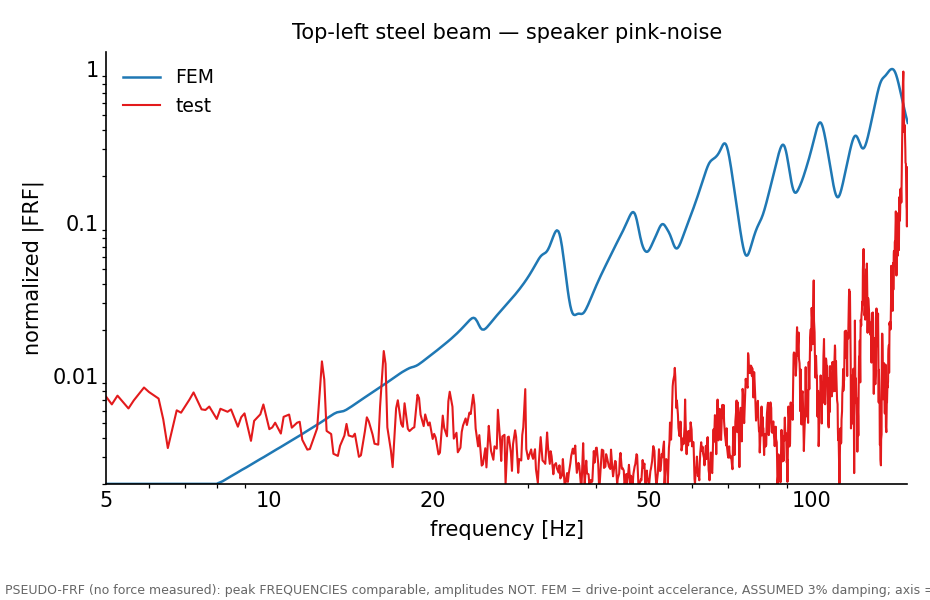 Top-left steel beam — speaker pink-noise
FEM
test
normalized |FRF|
1
0.1
0.01
5
10
20
50
100
frequency [Hz]
PSEUDO-FRF (no force measured): peak FREQUENCIES comparable, amplitudes NOT. FEM = drive-point accelerance, ASSUMED 3% damping; axis =